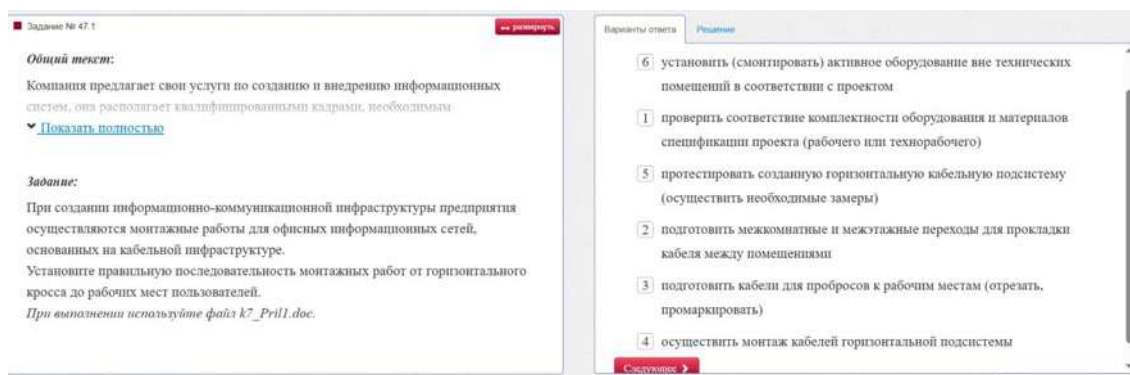 Задание № 47.1
развернуть
Общий текст:
Компания предлагает свои услуги по созданию и внедрению информационных
систем, она располагает квалифицированными кадрами, необходимым
Показать полностью
Задание:
При создании информационно-коммуникационной инфраструктуры предприятия
осуществляются монтажные работы для офисных информационных сетей,
основанных на кабельной инфраструктуре.
Установите правильную последовательность монтажных работ от горизонтального
кросса до рабочих мест пользователей.
При выполнении используйте файл k7_Pril1.doc.
Варианты ответа
Решение
6 установить (смонтировать) активное оборудование вне технических
помещений в соответствии с проектом
1 проверить соответствие комплектности оборудования и материалов
спецификации проекта (рабочего или технорабочего)
5 протестировать созданную горизонтальную кабельную подсистему
(осуществить необходимые замеры)
2 подготовить межкомнатные и межэтажные переходы для прокладки
кабеля между помещениями
3 подготовить кабели для пробросов к рабочим местам (отрезать,
промаркировать)
4 осуществить монтаж кабелей горизонтальной подсистемы
Следующее